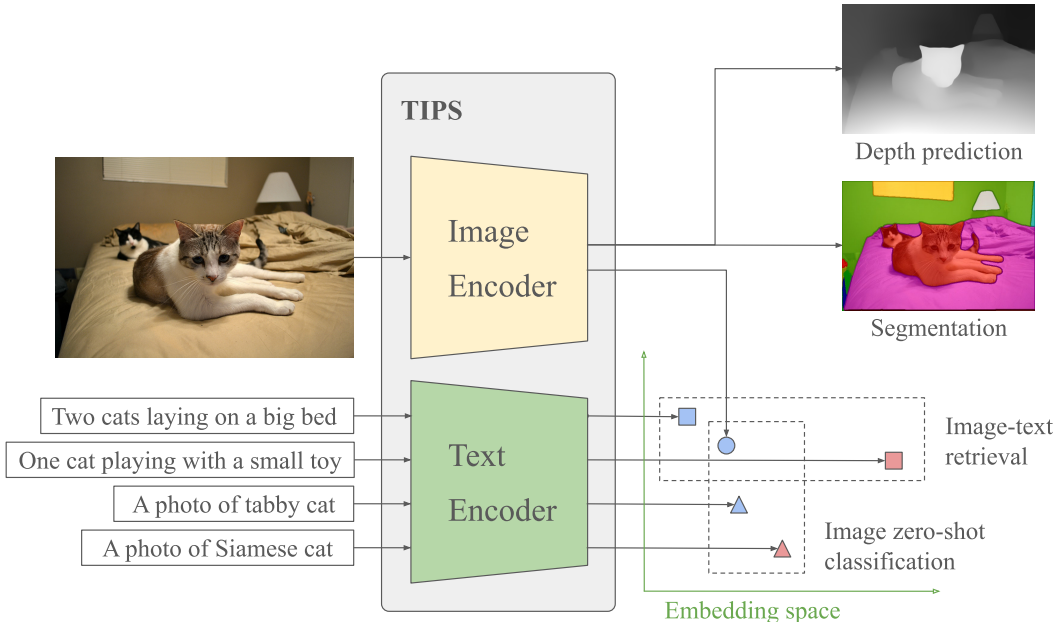 TIPS
Depth prediction
Image
Encoder
Segmentation
Two cats laying on a big bed
One cat playing with a small toy
A photo of tabby cat
A photo of Siamese cat
Text
Encoder
Image-text
retrieval
Image zero-shot
classification
Embedding space